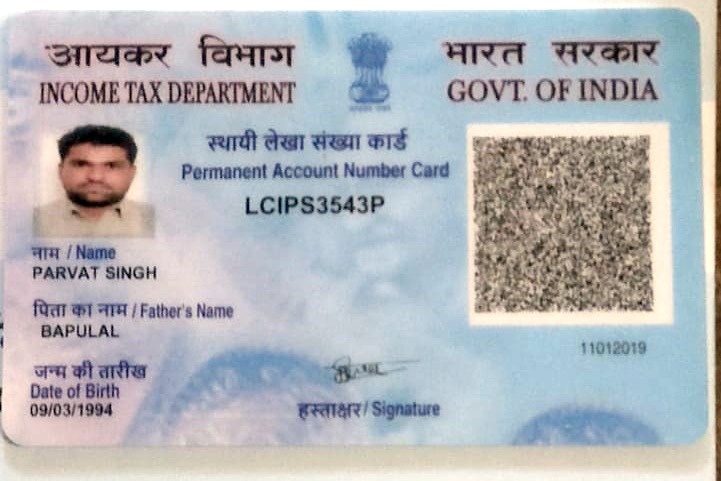 आयकर विभाग
INCOME TAX DEPARTMENT
भारत सरकार
GOVT. OF INDIA
स्थायी लेखा संख्या कार्ड
Permanent Account Number Card
LCIPS3543P
नाम / Name
PARVAT SINGH
पिता का नाम / Father's Name
BAPULAL
जन्म की तारीख
Date of Birth
09/03/1994
हस्ताक्षर / Signature
11012019